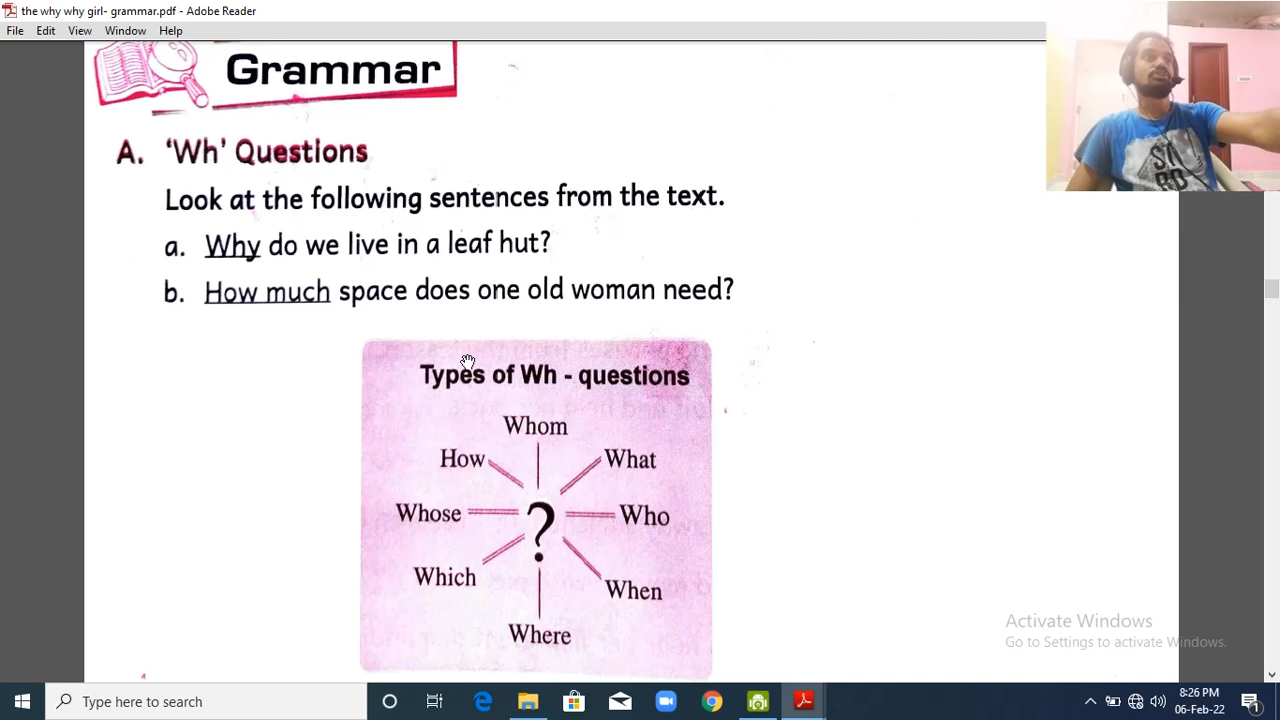 the why why girl- grammar.pdf - Adobe Reader
File Edit View Window Help
Grammar
A. 'Wh' Questions
Look at the following sentences from the text.
a. Why do we live in a leaf hut?
b. How much space does one old woman need?
Types of Wh - questions
Whom
How What
Whose ? Who
Which When
Where
ST
RD
Activate Windows
Go to Settings to activate Windows.
Type here to search
8:26 PM
06-Feb-22
1